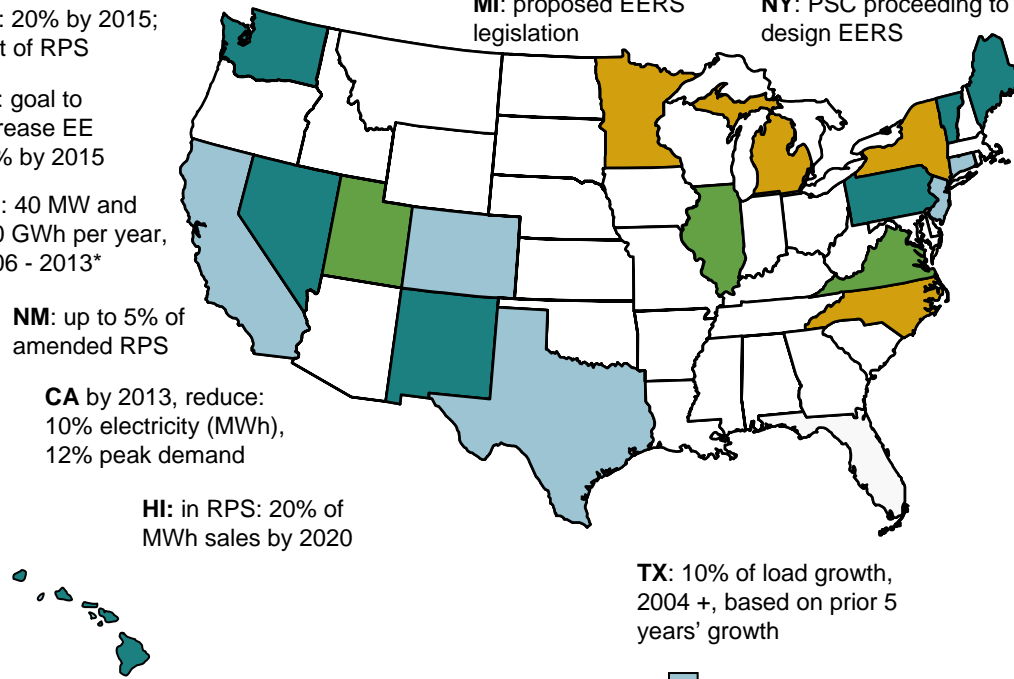 MI: proposed EERS
legislation
NY: PSC proceeding to
design EERS
: 20% by 2015;
t of RPS
: goal to
rease EE
% by 2015
: 40 MW and
0 GWh per year,
06 - 2013*
NM: up to 5% of
amended RPS
CA by 2013, reduce:
10% electricity (MWh),
12% peak demand
HI: in RPS: 20% of
MWh sales by 2020
TX: 10% of load growth,
2004 +, based on prior 5
years’ growth